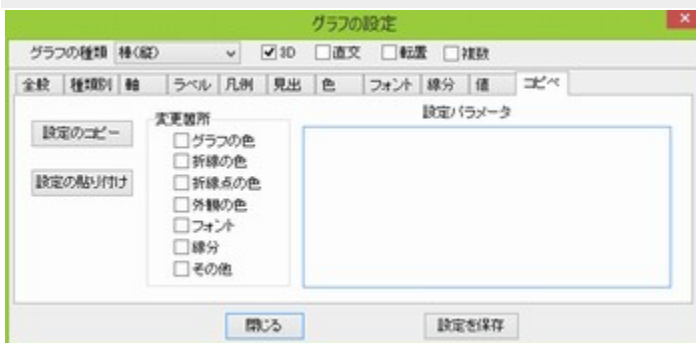 グラフの設定
グラフの種類 棒(縦) 3D 直交 転置 複数
全般 種類別 軸 ラベル 凡例 見出 色 フォント 線分 値 コピペ
設定のコピー
設定の貼り付け
変更箇所
グラフの色
折線の色
折線点の色
外観の色
フォント
線分
その他
設定パラメータ
閉じる 設定を保存